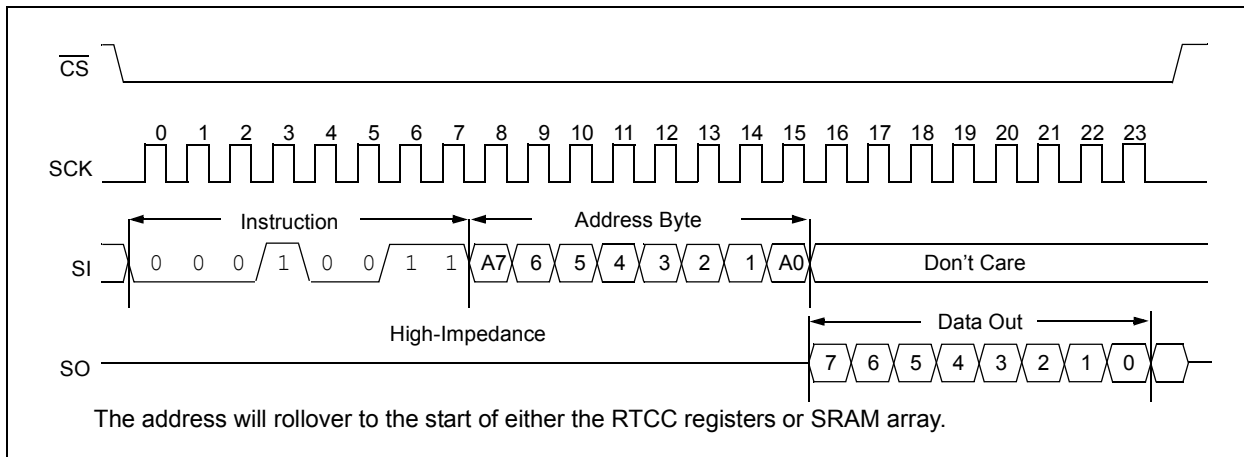 CS
0 1 2 3 4 5 6 7 8 9 10 11 12 13 14 15 16 17 18 19 20 21 22 23
SCK
Instruction Address Byte
SI 0 0 0 1 0 0 1 1 A7 6 5 4 3 2 1 A0 Don't Care
High-Impedance Data Out
SO 7 6 5 4 3 2 1 0
The address will rollover to the start of either the RTCC registers or SRAM array.